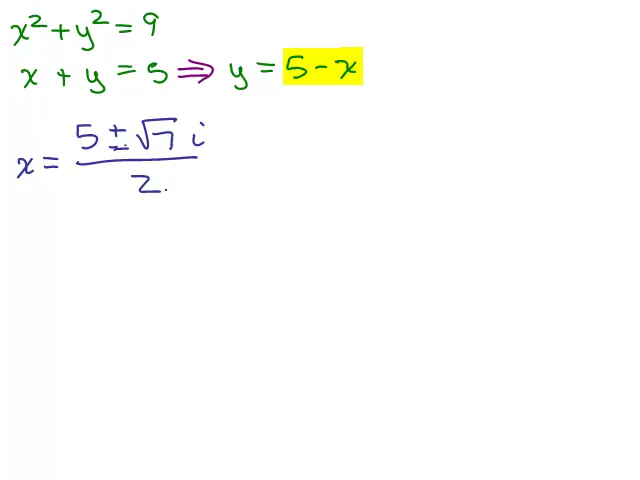 x² + y² = 9
x + y = 5 ⇒ y = 5 - x
x = (5 ± √7 i) / 2.